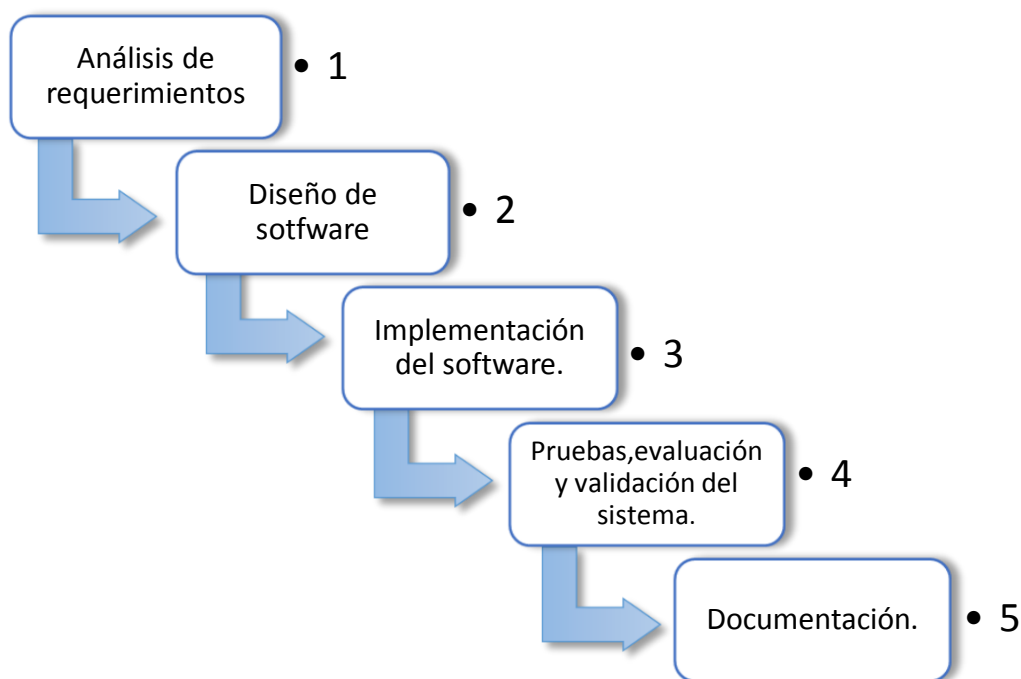 Análisis de
requerimientos
• 1
Diseño de
sotfware
• 2
Implementación
del software.
• 3
Pruebas,evaluación
y validación del
sistema.
• 4
Documentación.
• 5